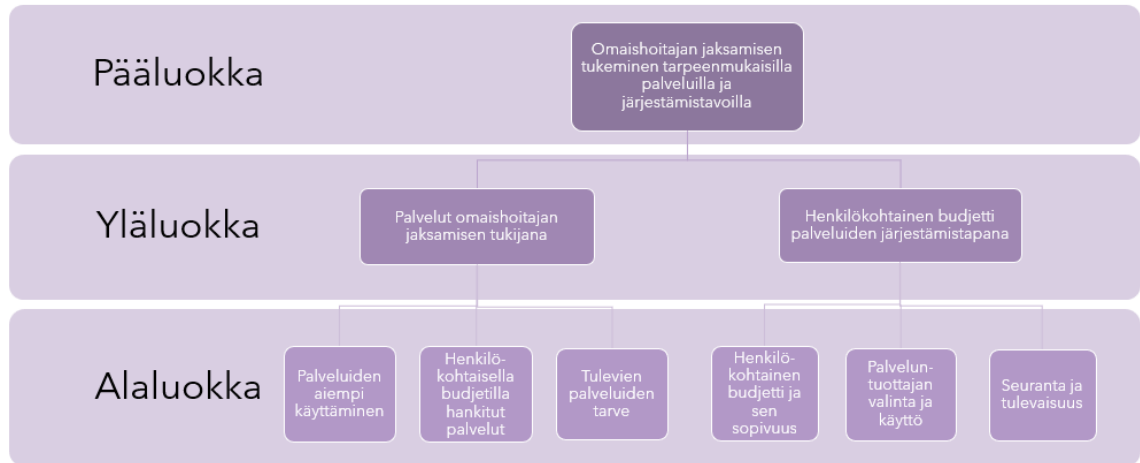 Pääluokka
Omaishoitajan jaksamisen
tukeminen tarpeenmukaisilla
palveluilla ja
järjestämistavoilla
Yläluokka
Palvelut omaishoitajan
jaksamisen tukijana
Henkilökohtainen budjetti
palveluiden järjestämistapana
Alaluokka
Palveluiden
aiempi
käyttäminen
Henkilö-
kohtaisella
budjetilla
hankitut
palvelut
Tulevien
palveluiden
tarve
Henkilö-
kohtainen
budjetti ja
sen
sopivuus
Palvelun-
tuottajan
valinta ja
käyttö
Seuranta ja
tulevaisuus